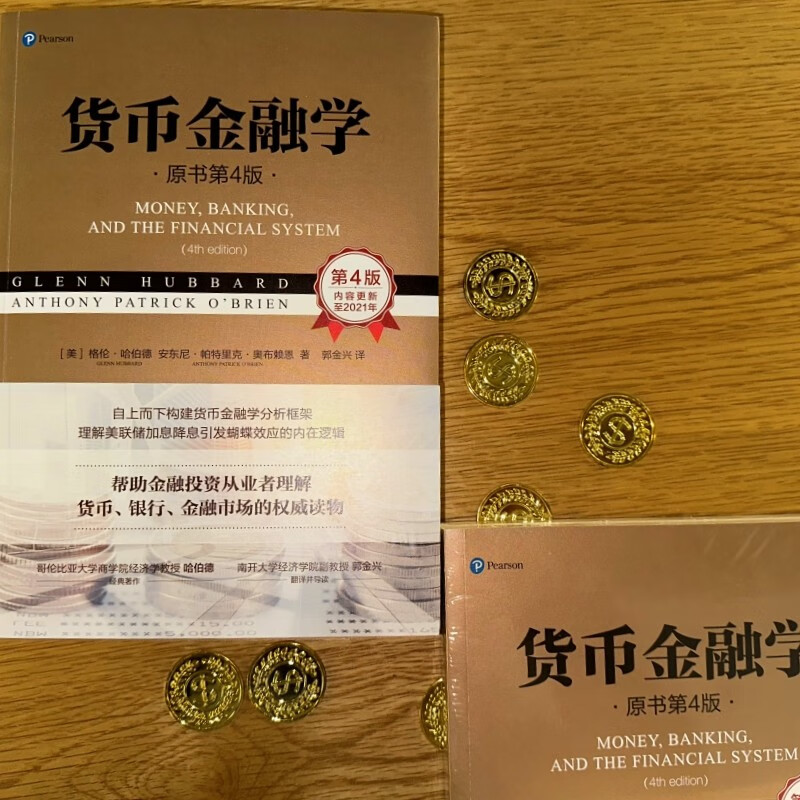 Pearson
货币金融学
·原书第4版·
MONEY, BANKING,
AND THE FINANCIAL SYSTEM
(4th edition)
GLENN HUBBARD
ANTHONY PATRICK O'BRIEN
第4版
内容更新
至2021年
[美] 格伦·哈伯德 安东尼·帕特里克·奥布赖恩 著 郭金兴 译
GLENN HUBBARD ANTHONY PATRICK O'BRIEN
自上而下构建货币金融学分析框架
理解美联储加息降息引发蝴蝶效应的内在逻辑
帮助金融投资从业者理解
货币、银行、金融市场的权威读物
哥伦比亚大学商学院经济学教授 哈伯德 南开大学经济学院副教授 郭金兴
经典著作 翻译并导读
Pearson
货币金融学
·原书第4版·
MONEY, BANKING,
AND THE FINANCIAL SYSTEM
(4th edition)